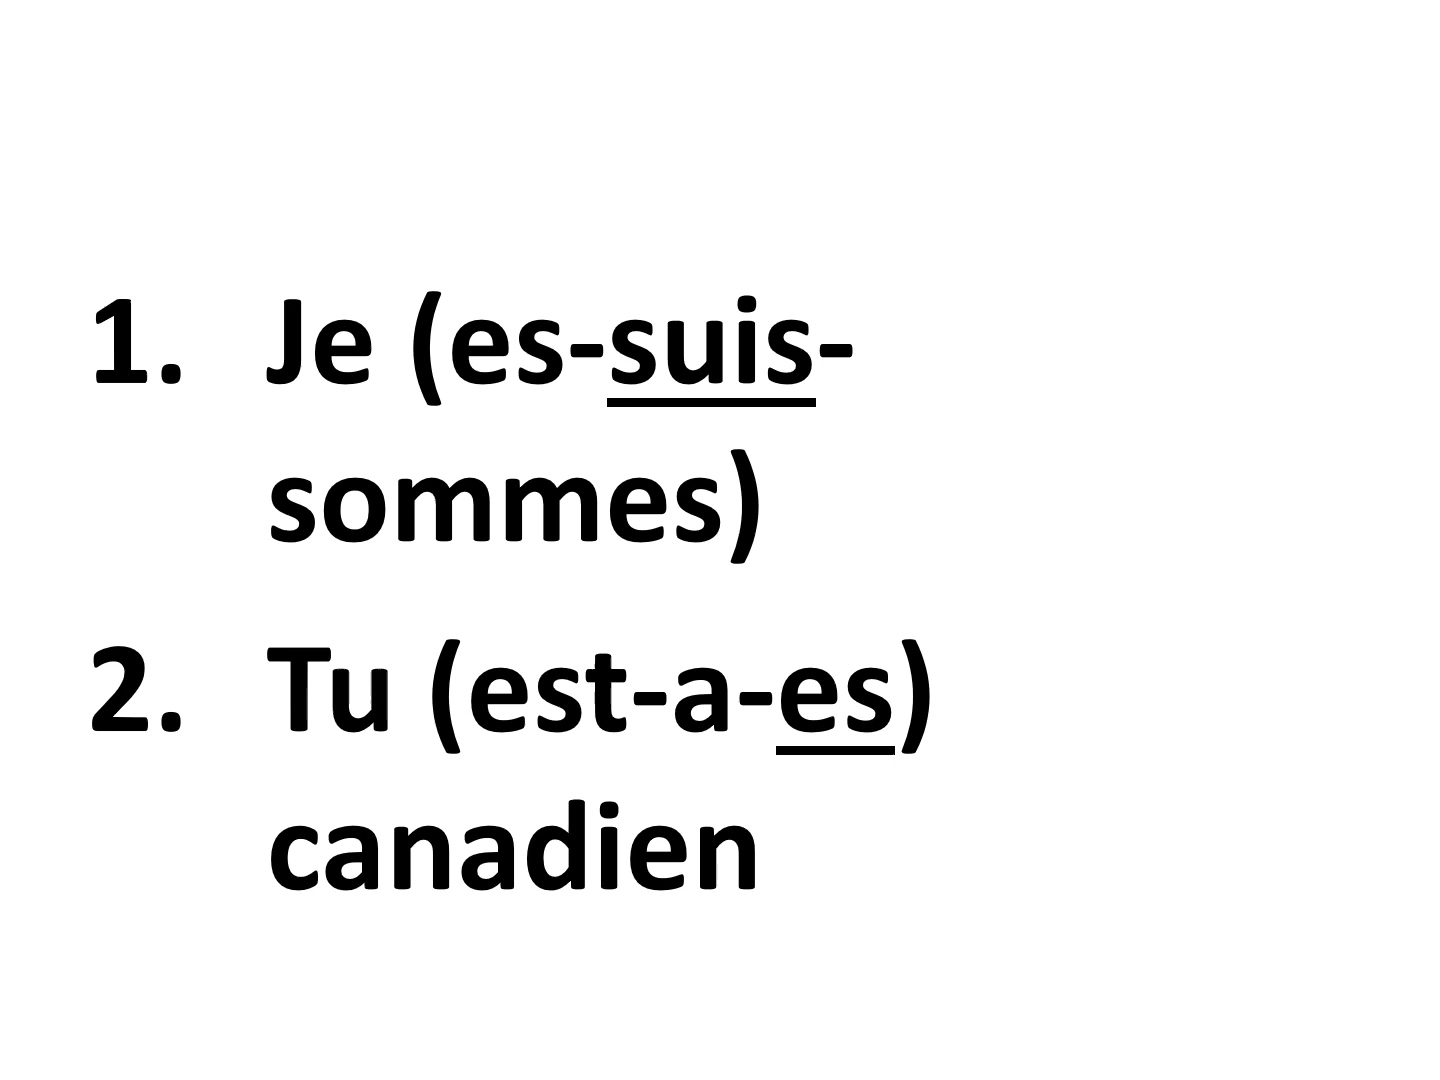 1. Je (es-suis-
sommes)
2. Tu (est-a-es)
canadien